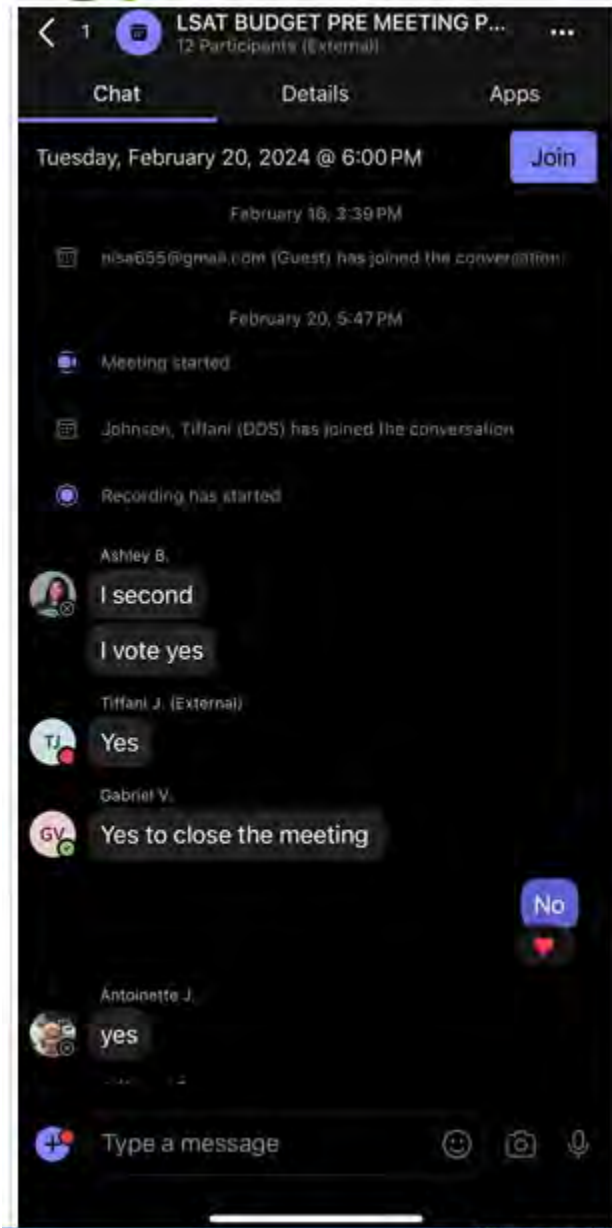 1
LSAT BUDGET PRE MEETING P...
12 Participants (External)
Chat Details Apps
Tuesday, February 20, 2024 @ 6:00 PM Join
February 16, 3:39 PM
nisa655@gmail.com (Guest) has joined the conversation.
February 20, 5:47 PM
Meeting started
Johnson, Tiffani (DDS) has joined the conversation
Recording has started
Ashley B.
I second
I vote yes
Tiffani J. (External)
TJ
Yes
Gabriel V.
GV
Yes to close the meeting
No
Antoinette J.
yes
Type a message